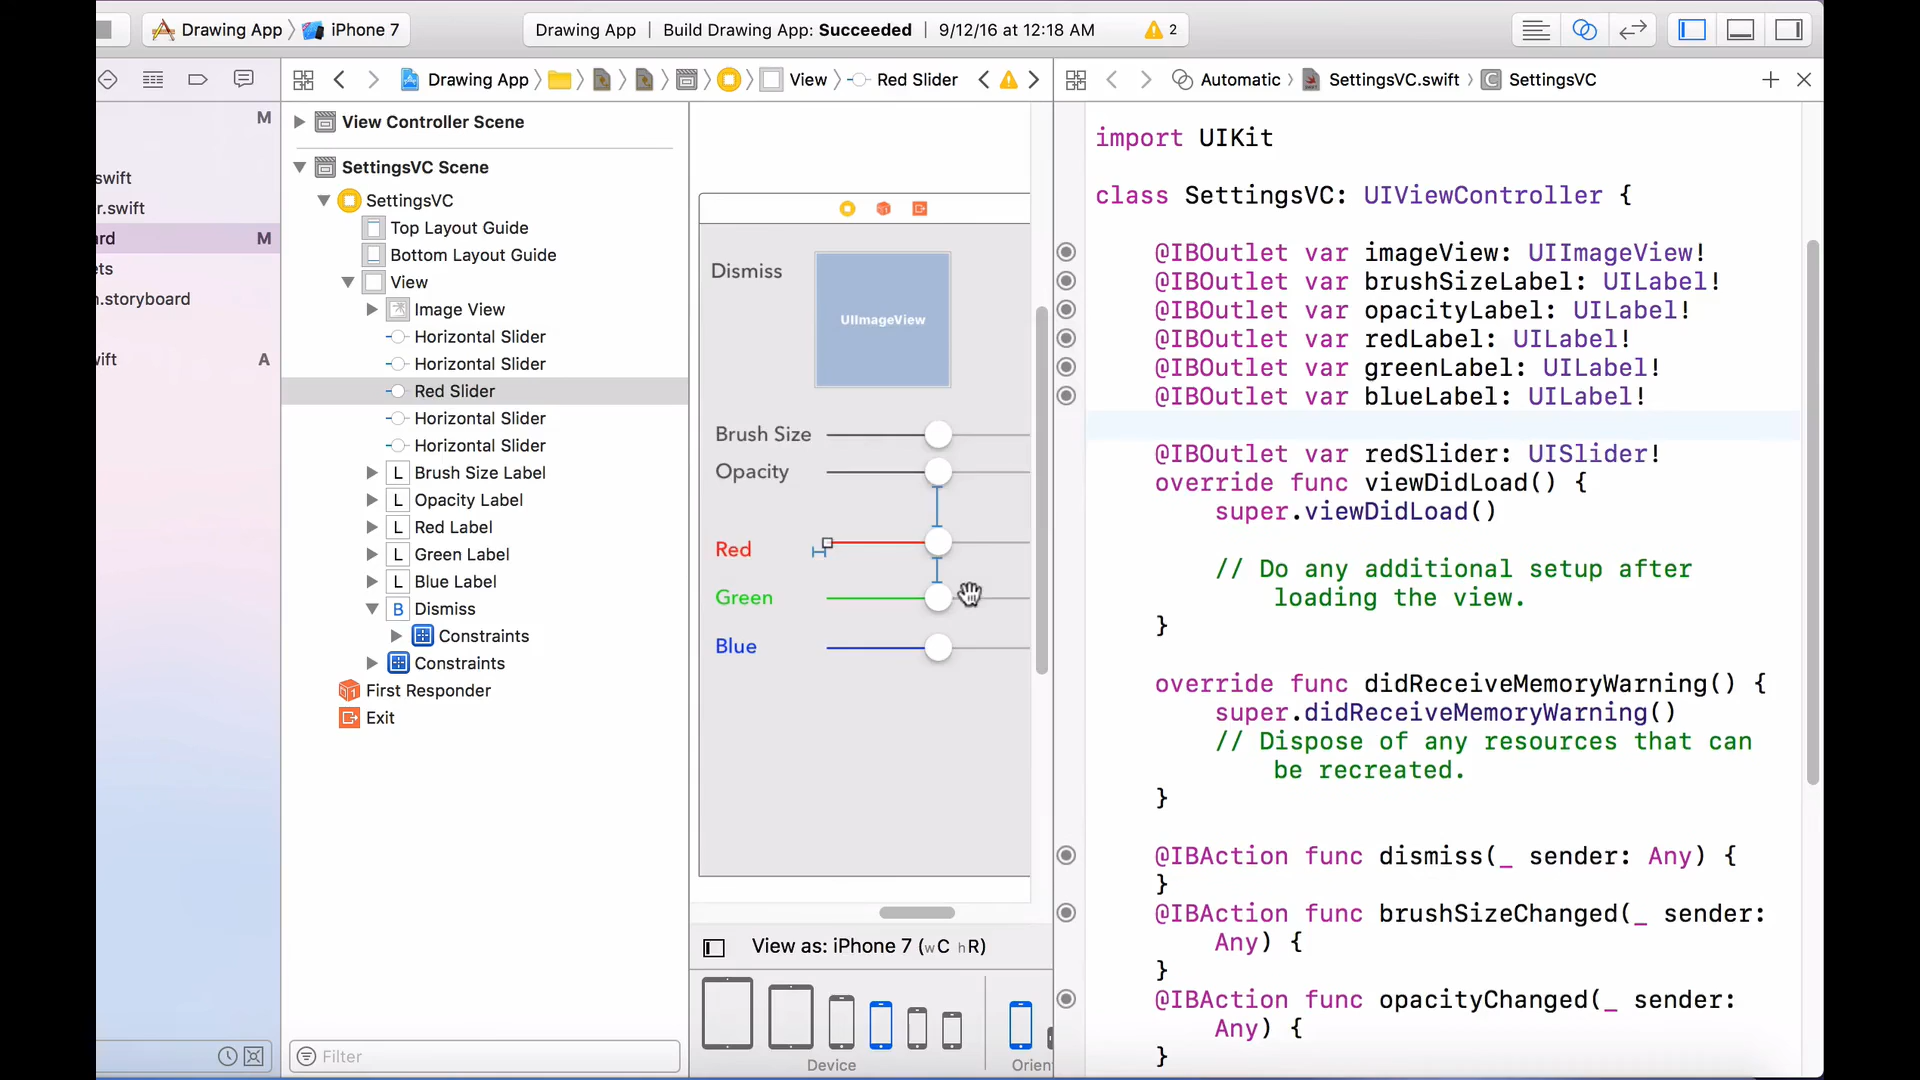 Drawing App
iPhone 7
Drawing App
Build Drawing App: Succeeded
9/12/16 at 12:18 AM
2
Drawing App
View
Red Slider
Automatic
SettingsVC.swift
C
SettingsVC
M
swift
r.swift
rd
M
ets
n.storyboard
vift
A
View Controller Scene
SettingsVC Scene
SettingsVC
Top Layout Guide
Bottom Layout Guide
View
Image View
Horizontal Slider
Horizontal Slider
Red Slider
Horizontal Slider
Horizontal Slider
L Brush Size Label
L Opacity Label
L Red Label
L Green Label
L Blue Label
B Dismiss
Constraints
Constraints
First Responder
Exit
Filter
Dismiss
UIImageView
Brush Size
Opacity
Red
Green
Blue
View as: iPhone 7 (wC hR)
Device
Orien
import UIKit
class SettingsVC: UIViewController {
@IBOutlet var imageView: UIImageView!
@IBOutlet var brushSizeLabel: UILabel!
@IBOutlet var opacityLabel: UILabel!
@IBOutlet var redLabel: UILabel!
@IBOutlet var greenLabel: UILabel!
@IBOutlet var blueLabel: UILabel!
@IBOutlet var redSlider: UISlider!
override func viewDidLoad() {
super.viewDidLoad()
// Do any additional setup after
loading the view.
}
override func didReceiveMemoryWarning() {
super.didReceiveMemoryWarning()
// Dispose of any resources that can
be recreated.
}
@IBAction func dismiss(_ sender: Any) {
}
@IBAction func brushSizeChanged(_ sender:
Any) {
}
@IBAction func opacityChanged(_ sender:
Any) {
}